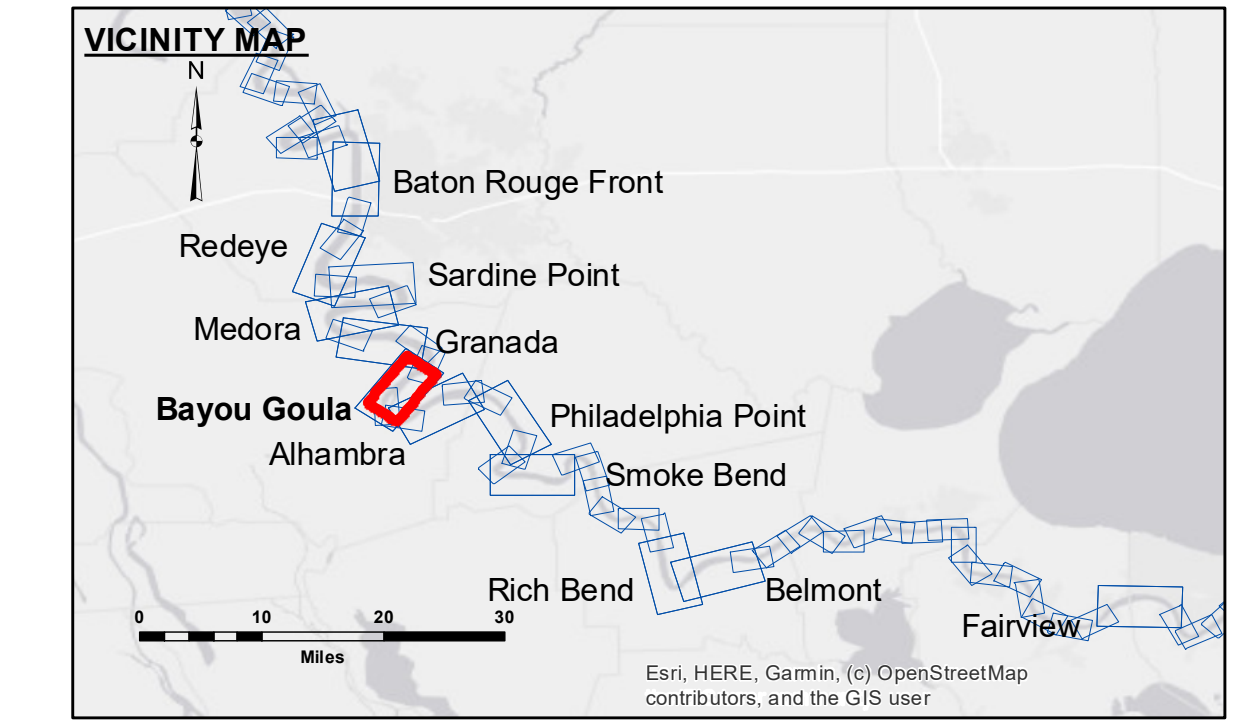 VICINITY MAP
N
Baton Rouge Front
Redeye
Sardine Point
Medora
Granada
Bayou Goula
Philadelphia Point
Alhambra
Smoke Bend
Rich Bend
Belmont
Fairview
0 10 20 30
Miles
Esri, HERE, Garmin, (c) OpenStreetMap
contributors, and the GIS user